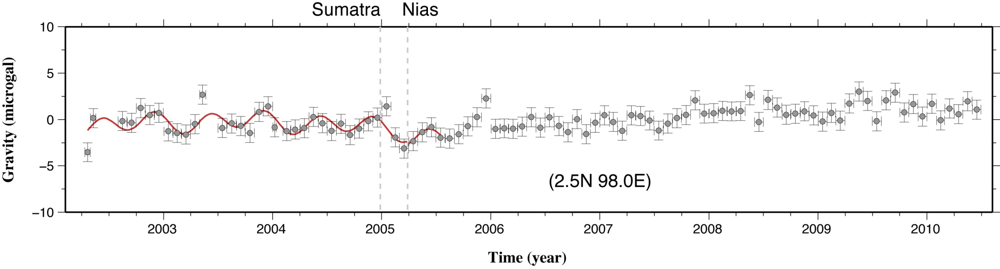 Sumatra Nias
10
5
0
−5
−10
Gravity (microgal)
(2.5N 98.0E)
2003 2004 2005 2006 2007 2008 2009 2010
Time (year)